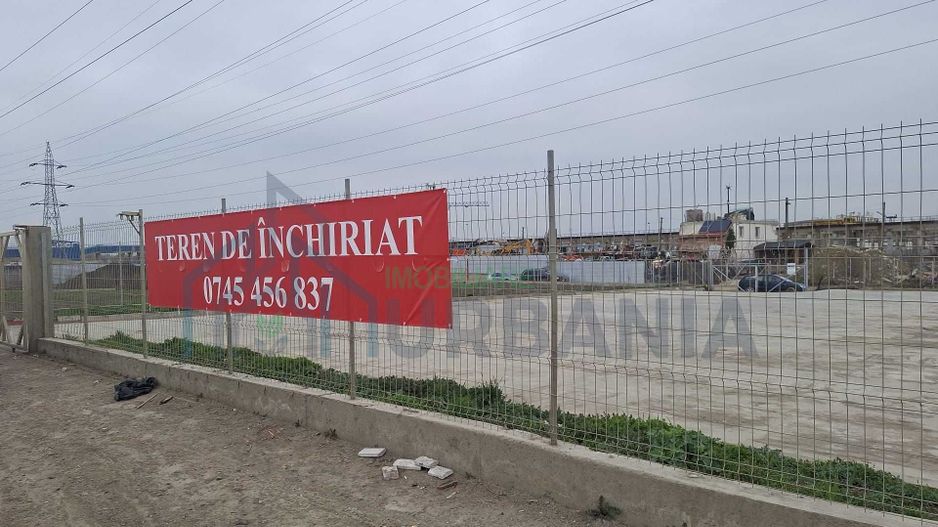 TEREN DE ÎNCHIRIAT
0745 456 837
IMOBILIARE
URBANIA